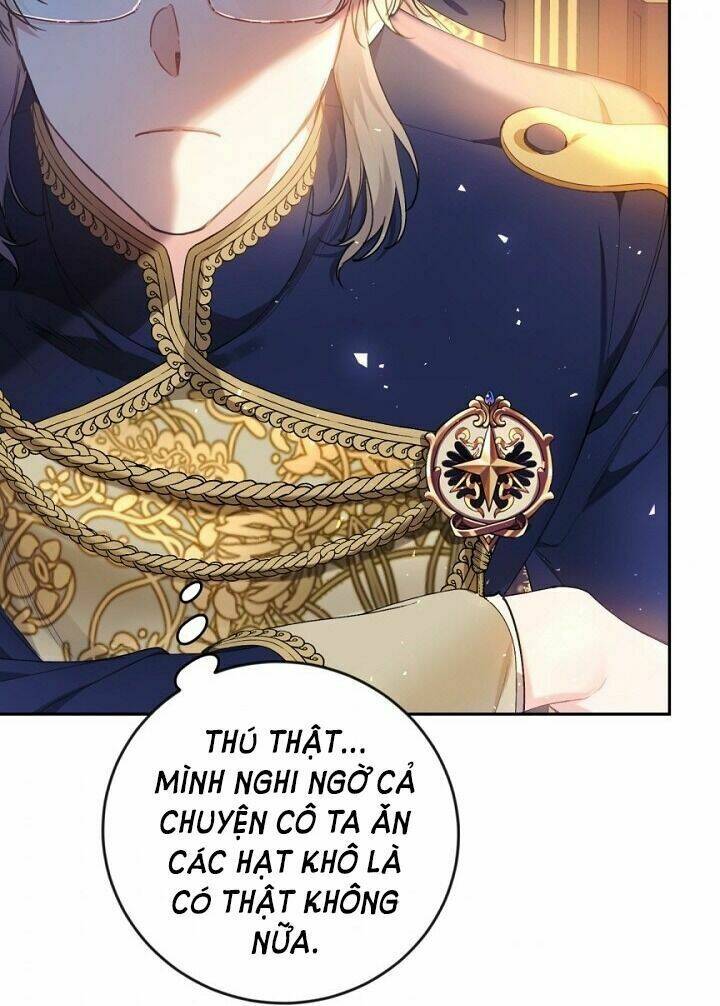 THÚ THẬT...
MÌNH NGHI NGỜ CẢ
CHUYỆN CÔ TA ĂN
CÁC HẠT KHÔ LÀ
CÓ THẬT KHÔNG
NỮA.